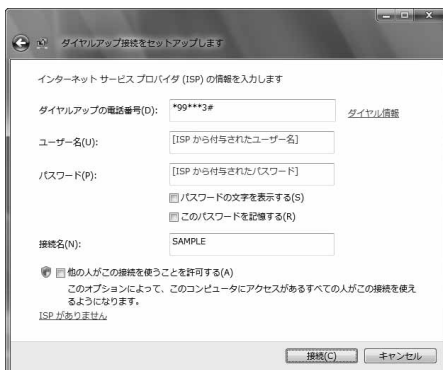 ダイヤルアップ接続をセットアップします
インターネット サービス プロバイダ (ISP) の情報を入力します
ダイヤルアップの電話番号(D):
*99***3#
ダイヤル情報
ユーザー名(U):
[ISP から付与されたユーザー名]
パスワード(P):
[ISP から付与されたパスワード]
パスワードの文字を表示する(S)
このパスワードを記憶する(R)
接続名(N):
SAMPLE
他の人がこの接続を使うことを許可する(A)
このオプションによって、このコンピュータにアクセスがあるすべての人がこの接続を使え
るようになります。
ISP がありません
接続(C)
キャンセル